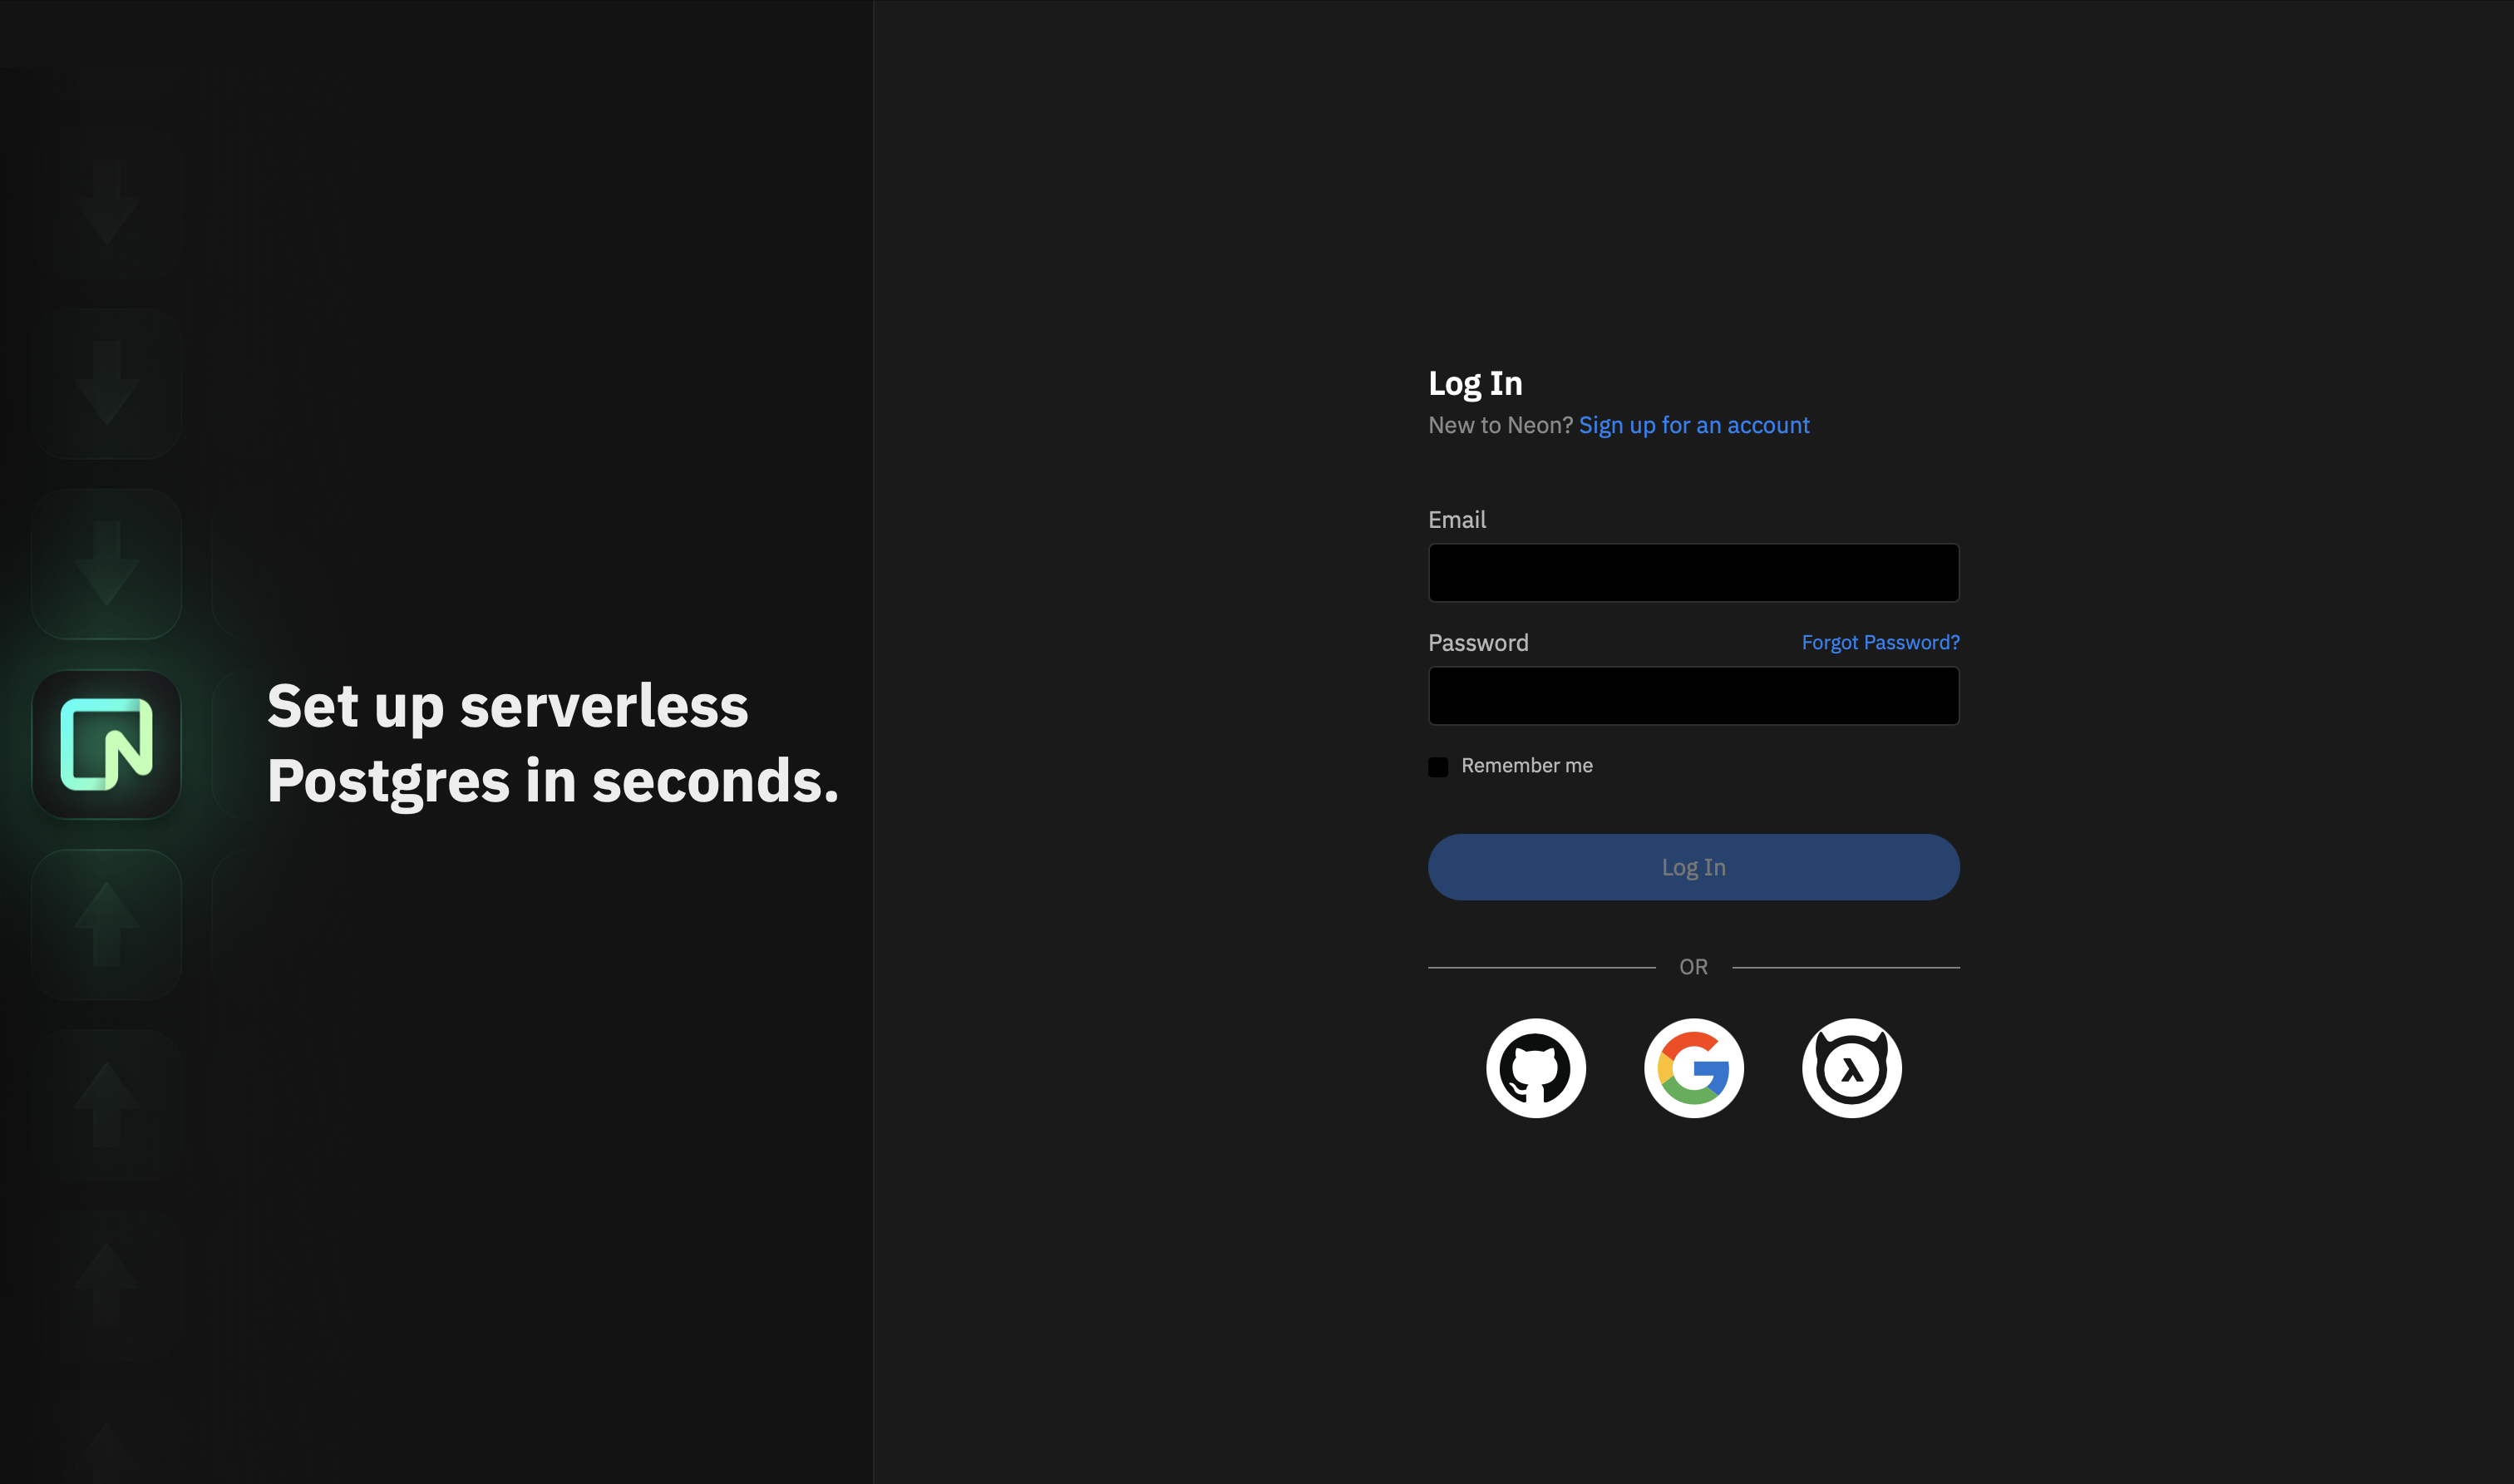 Set up serverless
Postgres in seconds.
Log In
New to Neon? Sign up for an account
Email
Password Forgot Password?
Remember me
Log In
OR